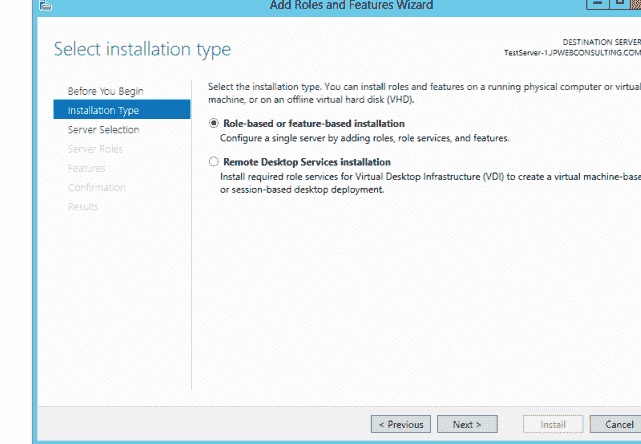 Add Roles and Features Wizard
Select installation type
DESTINATION SERVER
TestServer-1.JPWEBCONSULTING.COM
Before You Begin
Installation Type
Server Selection
Server Roles
Features
Confirmation
Results
Select the installation type. You can install roles and features on a running physical computer or virtual
machine, or on an offline virtual hard disk (VHD).
Role-based or feature-based installation
Configure a single server by adding roles, role services, and features.
Remote Desktop Services installation
Install required role services for Virtual Desktop Infrastructure (VDI) to create a virtual machine-base
or session-based desktop deployment.
< Previous
Next >
Install
Cancel